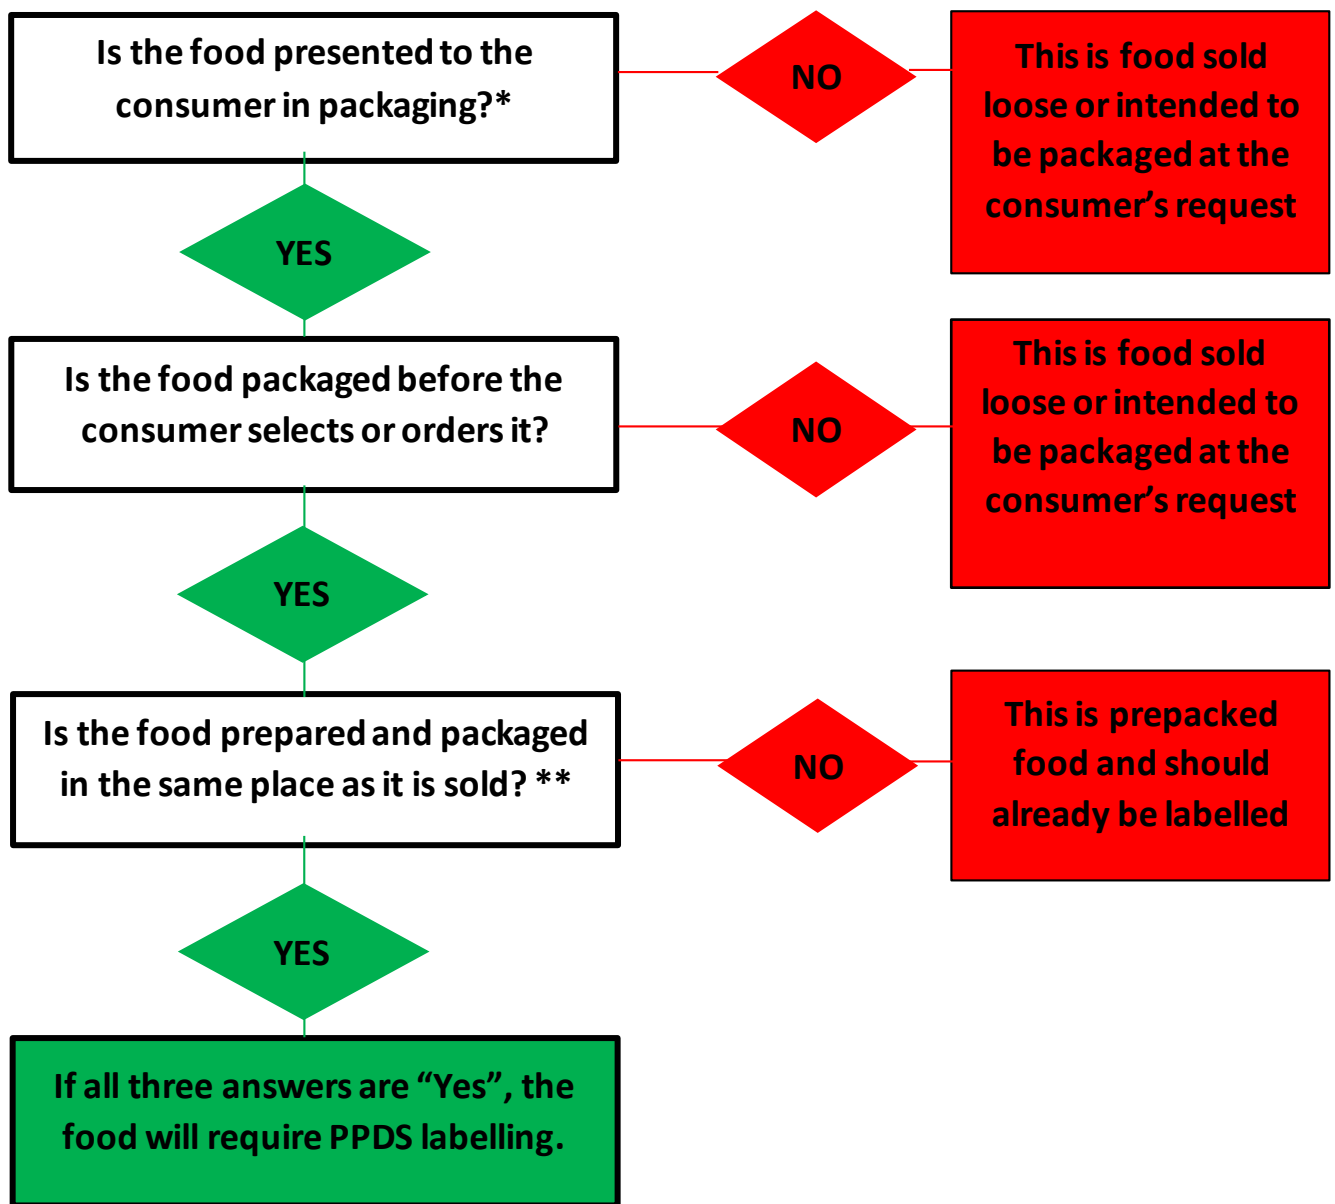 Is the food presented to the
consumer in packaging?*
NO
This is food sold
loose or intended to
be packaged at the
consumer’s request
YES
Is the food packaged before the
consumer selects or orders it?
NO
This is food sold
loose or intended to
be packaged at the
consumer’s request
YES
Is the food prepared and packaged
in the same place as it is sold? **
NO
This is prepacked
food and should
already be labelled
YES
If all three answers are “Yes”, the
food will require PPDS labelling.